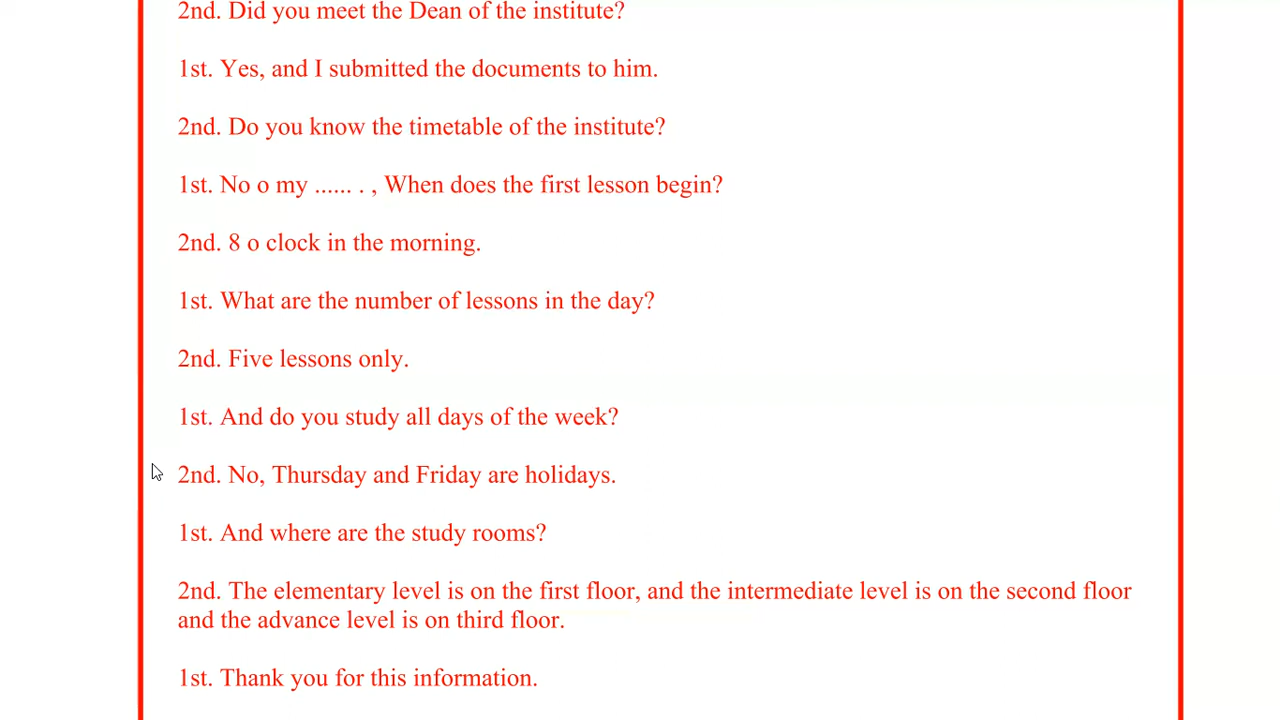 2nd. Did you meet the Dean of the institute?
1st. Yes, and I submitted the documents to him.
2nd. Do you know the timetable of the institute?
1st. No o my ...... . , When does the first lesson begin?
2nd. 8 o clock in the morning.
1st. What are the number of lessons in the day?
2nd. Five lessons only.
1st. And do you study all days of the week?
2nd. No, Thursday and Friday are holidays.
1st. And where are the study rooms?
2nd. The elementary level is on the first floor, and the intermediate level is on the second floor
and the advance level is on third floor.
1st. Thank you for this information.